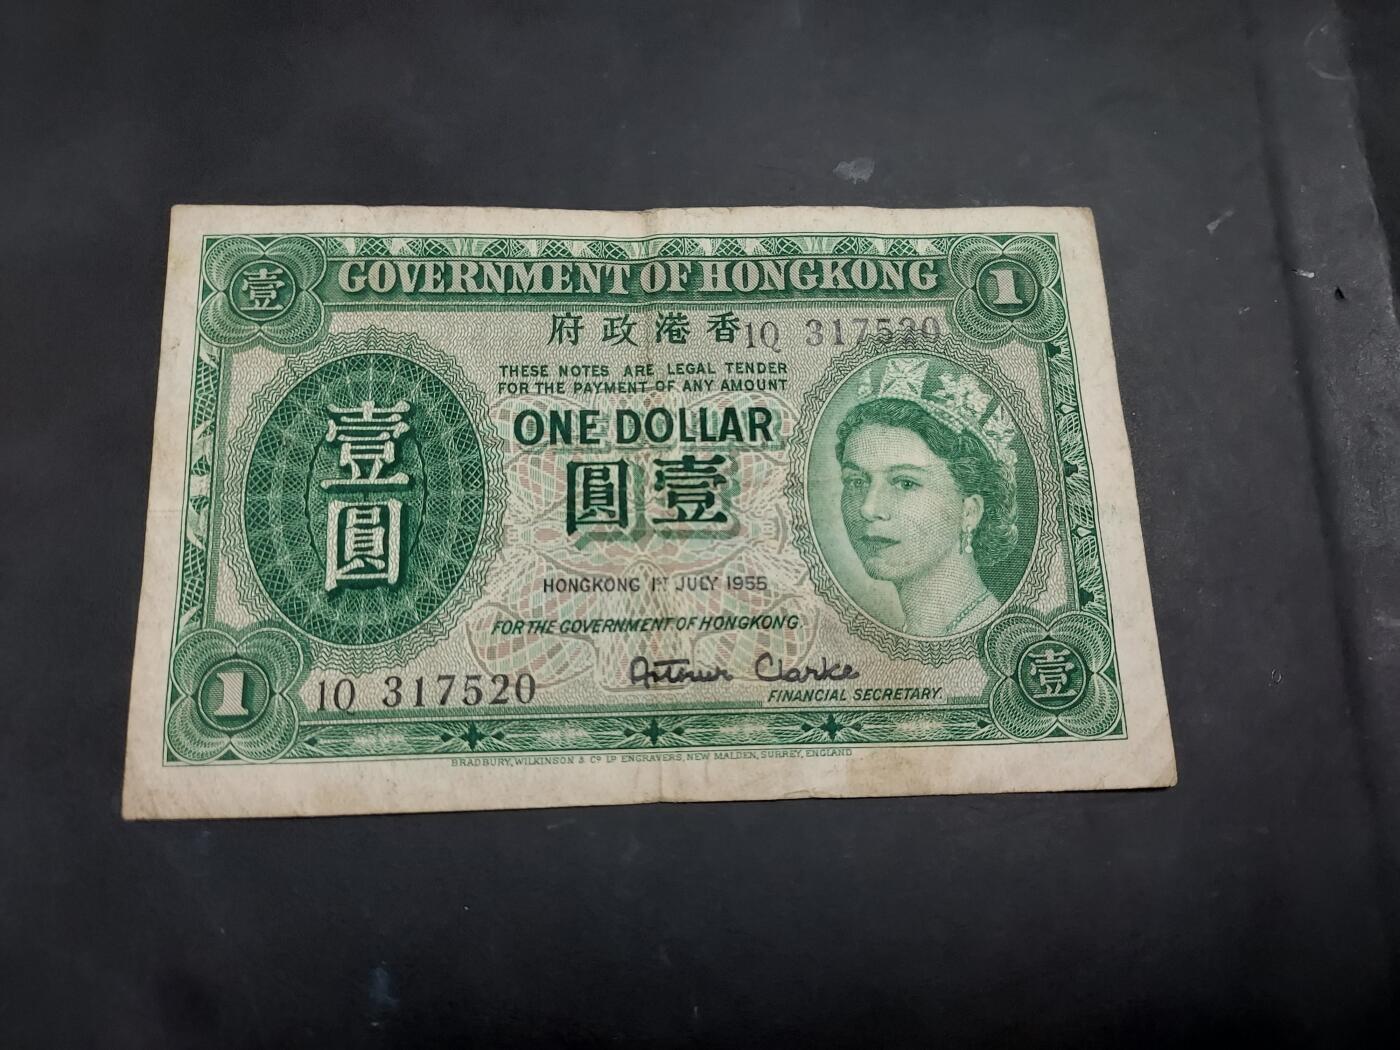 壹 GOVERNMENT OF HONGKONG 1
府政港香 1Q 317520
THESE NOTES ARE LEGAL TENDER
FOR THE PAYMENT OF ANY AMOUNT
ONE DOLLAR
圓壹
壹
圓
HONGKONG 1ST JULY 1955
FOR THE GOVERNMENT OF HONGKONG
Arthur Clarke
FINANCIAL SECRETARY.
1 1Q 317520 壹
BRADBURY, WILKINSON & Co LD ENGRAVERS, NEW MALDEN, SURREY, ENGLAND